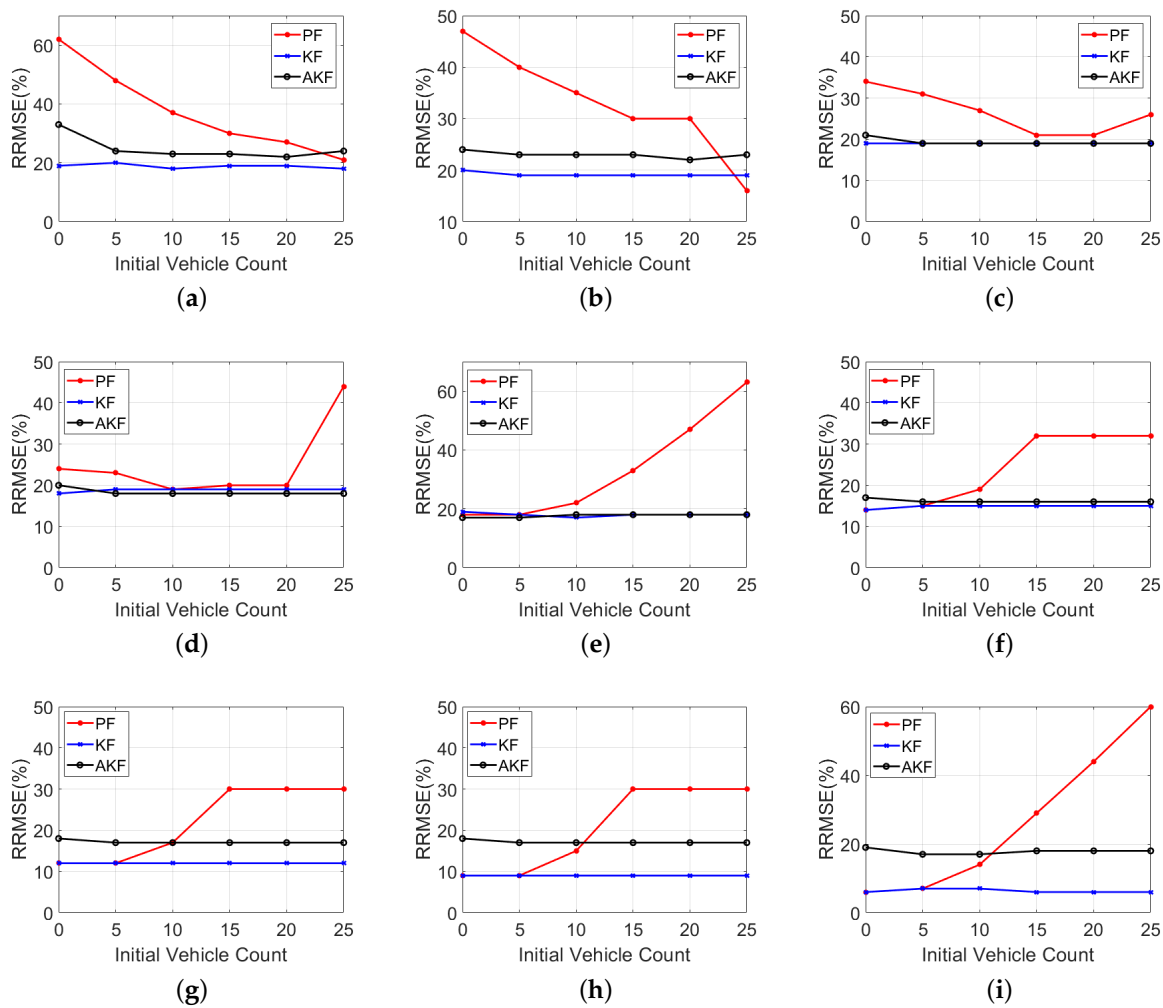 PF
KF
AKF
RRMSE(%)
60
40
20
0
0 5 10 15 20 25
Initial Vehicle Count
(a)
PF
KF
AKF
RRMSE(%)
50
40
30
20
10
0 5 10 15 20 25
Initial Vehicle Count
(b)
PF
KF
AKF
RRMSE(%)
50
40
30
20
10
0
0 5 10 15 20 25
Initial Vehicle Count
(c)
PF
KF
AKF
RRMSE(%)
50
40
30
20
10
0
0 5 10 15 20 25
Initial Vehicle Count
(d)
PF
KF
AKF
RRMSE(%)
60
40
20
0
0 5 10 15 20 25
Initial Vehicle Count
(e)
PF
KF
AKF
RRMSE(%)
50
40
30
20
10
0
0 5 10 15 20 25
Initial Vehicle Count
(f)
PF
KF
AKF
RRMSE(%)
50
40
30
20
10
0
0 5 10 15 20 25
Initial Vehicle Count
(g)
PF
KF
AKF
RRMSE(%)
50
40
30
20
10
0
0 5 10 15 20 25
Initial Vehicle Count
(h)
PF
KF
AKF
RRMSE(%)
60
40
20
0
0 5 10 15 20 25
Initial Vehicle Count
(i)